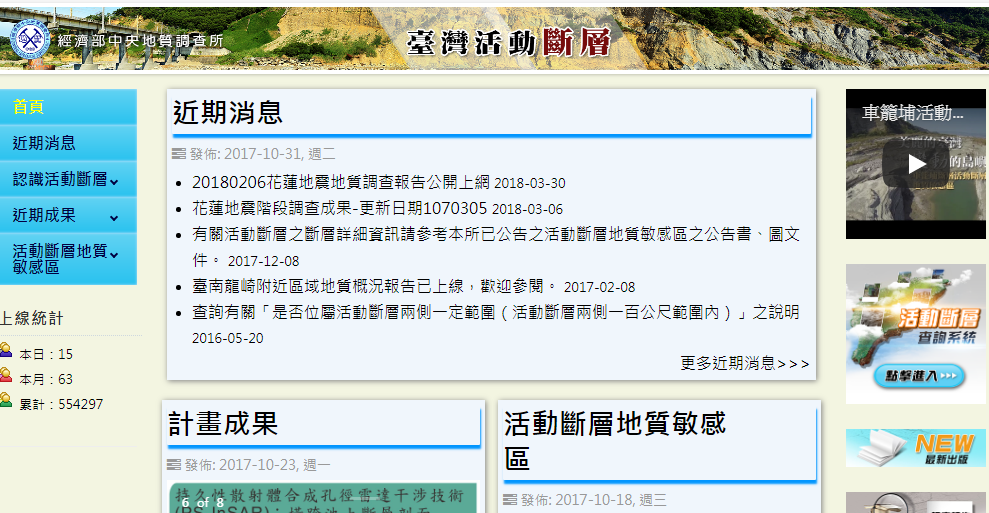 經濟部中央地質調查所
臺灣活動斷層
首頁
近期消息
認識活動斷層
近期成果
活動斷層地質
敏感區
上線統計
本日：15
本月：63
累計：554297
近期消息
發佈: 2017-10-31, 週二
20180206花蓮地震地質調查報告公開上網 2018-03-30
花蓮地震階段調查成果-更新日期1070305 2018-03-06
有關活動斷層之斷層詳細資訊請參考本所已公告之活動斷層地質敏感區之公告書、圖文
件。 2017-12-08
臺南龍崎附近區域地質概況報告已上線，歡迎參閱。 2017-02-08
查詢有關「是否位屬活動斷層兩側一定範圍（活動斷層兩側一百公尺範圍內）」之說明
2016-05-20
更多近期消息>>>
計畫成果
發佈: 2017-10-23, 週一
持久性散射體合成孔徑雷達干涉技術
6 of 8
活動斷層地質敏感
區
發佈: 2017-10-18, 週三
車籠埔活動...
活動斷層
查詢系統
點擊進入>>>
NEW
最新出版